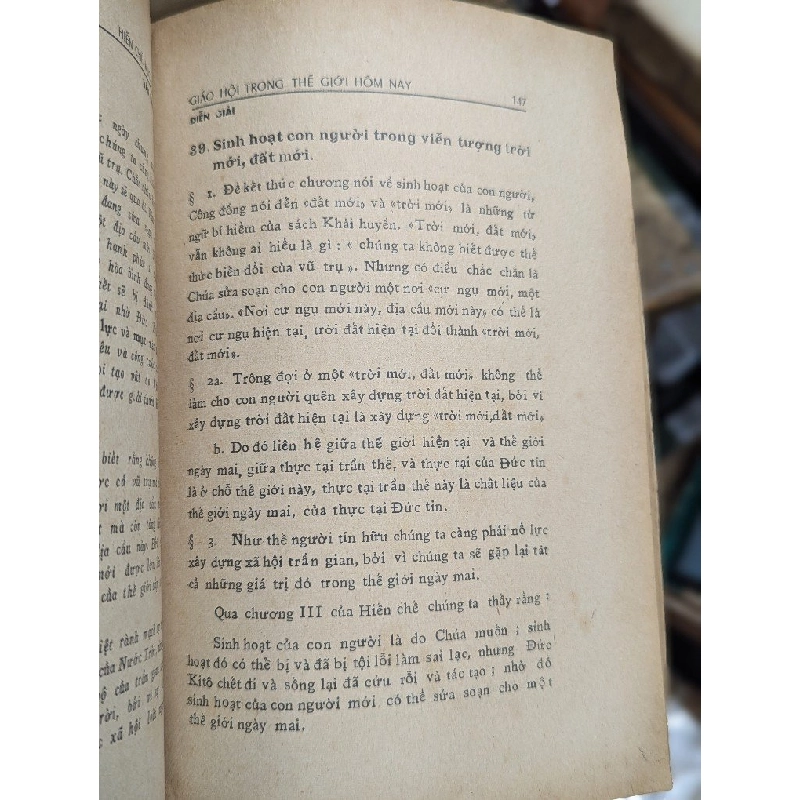 GIÁO HỘI TRONG THẾ GIỚI HÔM NAY 147
DIỄN GIẢI
39. Sinh hoạt con người trong viễn tượng trời
mới, đất mới.
§ 1. Để kết thúc chương nói về sinh hoạt của con người,
Công đồng nói đến «đất mới» và «trời mới», là những từ
ngữ bí hiểm của sách Khải huyền. «Trời mới, đất mới,
vẫn không ai hiểu là gì : « chúng ta không biết được thể
thức biến đổi của vũ trụ ». Nhưng có điều chắc chắn là
Chúa sửa soạn cho con người một nơi «cư ngụ mới, một
địa cầu». «Nơi cư ngụ mới này, địa cầu mới này» có thể là
nơi cư ngụ hiện tại, trời đất hiện tại đổi thành «trời mới,
đất mới».
§ 2a. Trông đợi ở một «trời mới, đất mới» không thể
làm cho con người quên xây dựng trời đất hiện tại, bởi vì
xây dựng trời đất hiện tại là xây dựng «trời mới,đất mới,
b. Do đó liên hệ giữa thế giới hiện tại và thế giới
ngày mai, giữa thực tại trần thế, và thực tại của Đức tin
là ở chỗ thế giới này, thực tại trần thế này là chất liệu của
thế giới ngày mai, của thực tại Đức tin.
§ 3. Như thế người tín hữu chúng ta càng phải nỗ lực
xây dựng xã hội trần gian, bởi vì chúng ta sẽ gặp lại tất
cả những giá trị đó trong thế giới ngày mai.
Qua chương III của Hiến chế chúng ta thấy rằng :
Sinh hoạt của con người là do Chúa muốn ; sinh
hoạt đó có thể bị và đã bị tội lỗi làm sai lạc, nhưng Đức
Kitô chết đi và sống lại đã cứu rỗi và tác tạo ; nhờ đó
sinh hoạt của con người mới có thể sửa soạn cho một
thế giới ngày mai.